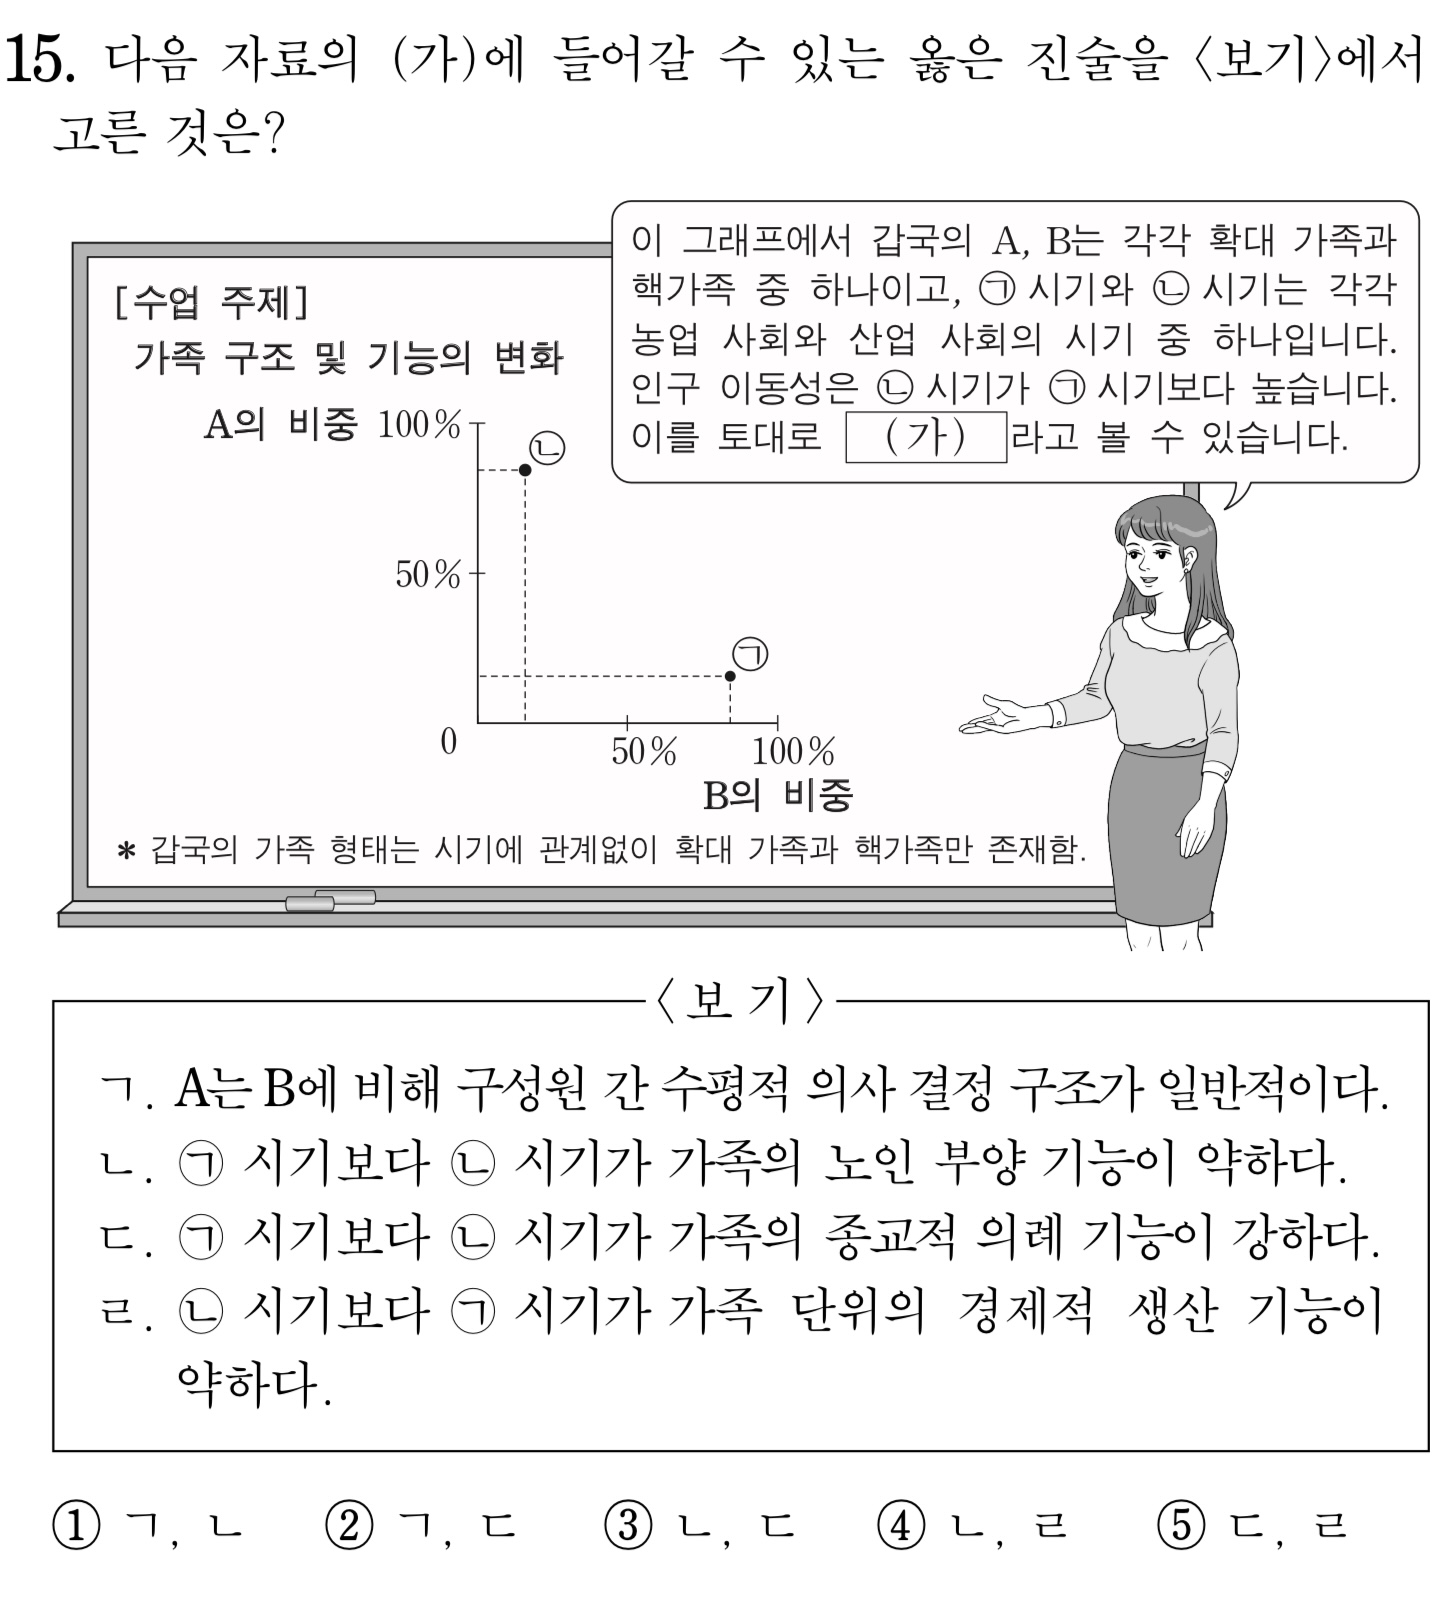 15. 다음 자료의 (가)에 들어갈 수 있는 옳은 진술을 〈보기〉에서
고른 것은?
이 그래프에서 갑국의 A, B는 각각 확대 가족과
핵가족 중 하나이고, ㉠ 시기와 ㉡ 시기는 각각
농업 사회와 산업 사회의 시기 중 하나입니다.
인구 이동성은 ㉡ 시기가 ㉠ 시기보다 높습니다.
이를 토대로 (가) 라고 볼 수 있습니다.
[수업 주제]
가족 구조 및 기능의 변화
A의 비중 100%
㉡
50%
㉠
0 50% 100%
B의 비중
* 갑국의 가족 형태는 시기에 관계없이 확대 가족과 핵가족만 존재함.
〈보기〉
ㄱ. A는 B에 비해 구성원 간 수평적 의사 결정 구조가 일반적이다.
ㄴ. ㉠ 시기보다 ㉡ 시기가 가족의 노인 부양 기능이 약하다.
ㄷ. ㉠ 시기보다 ㉡ 시기가 가족의 종교적 의례 기능이 강하다.
ㄹ. ㉡ 시기보다 ㉠ 시기가 가족 단위의 경제적 생산 기능이
약하다.
① ㄱ, ㄴ ② ㄱ, ㄷ ③ ㄴ, ㄷ ④ ㄴ, ㄹ ⑤ ㄷ, ㄹ